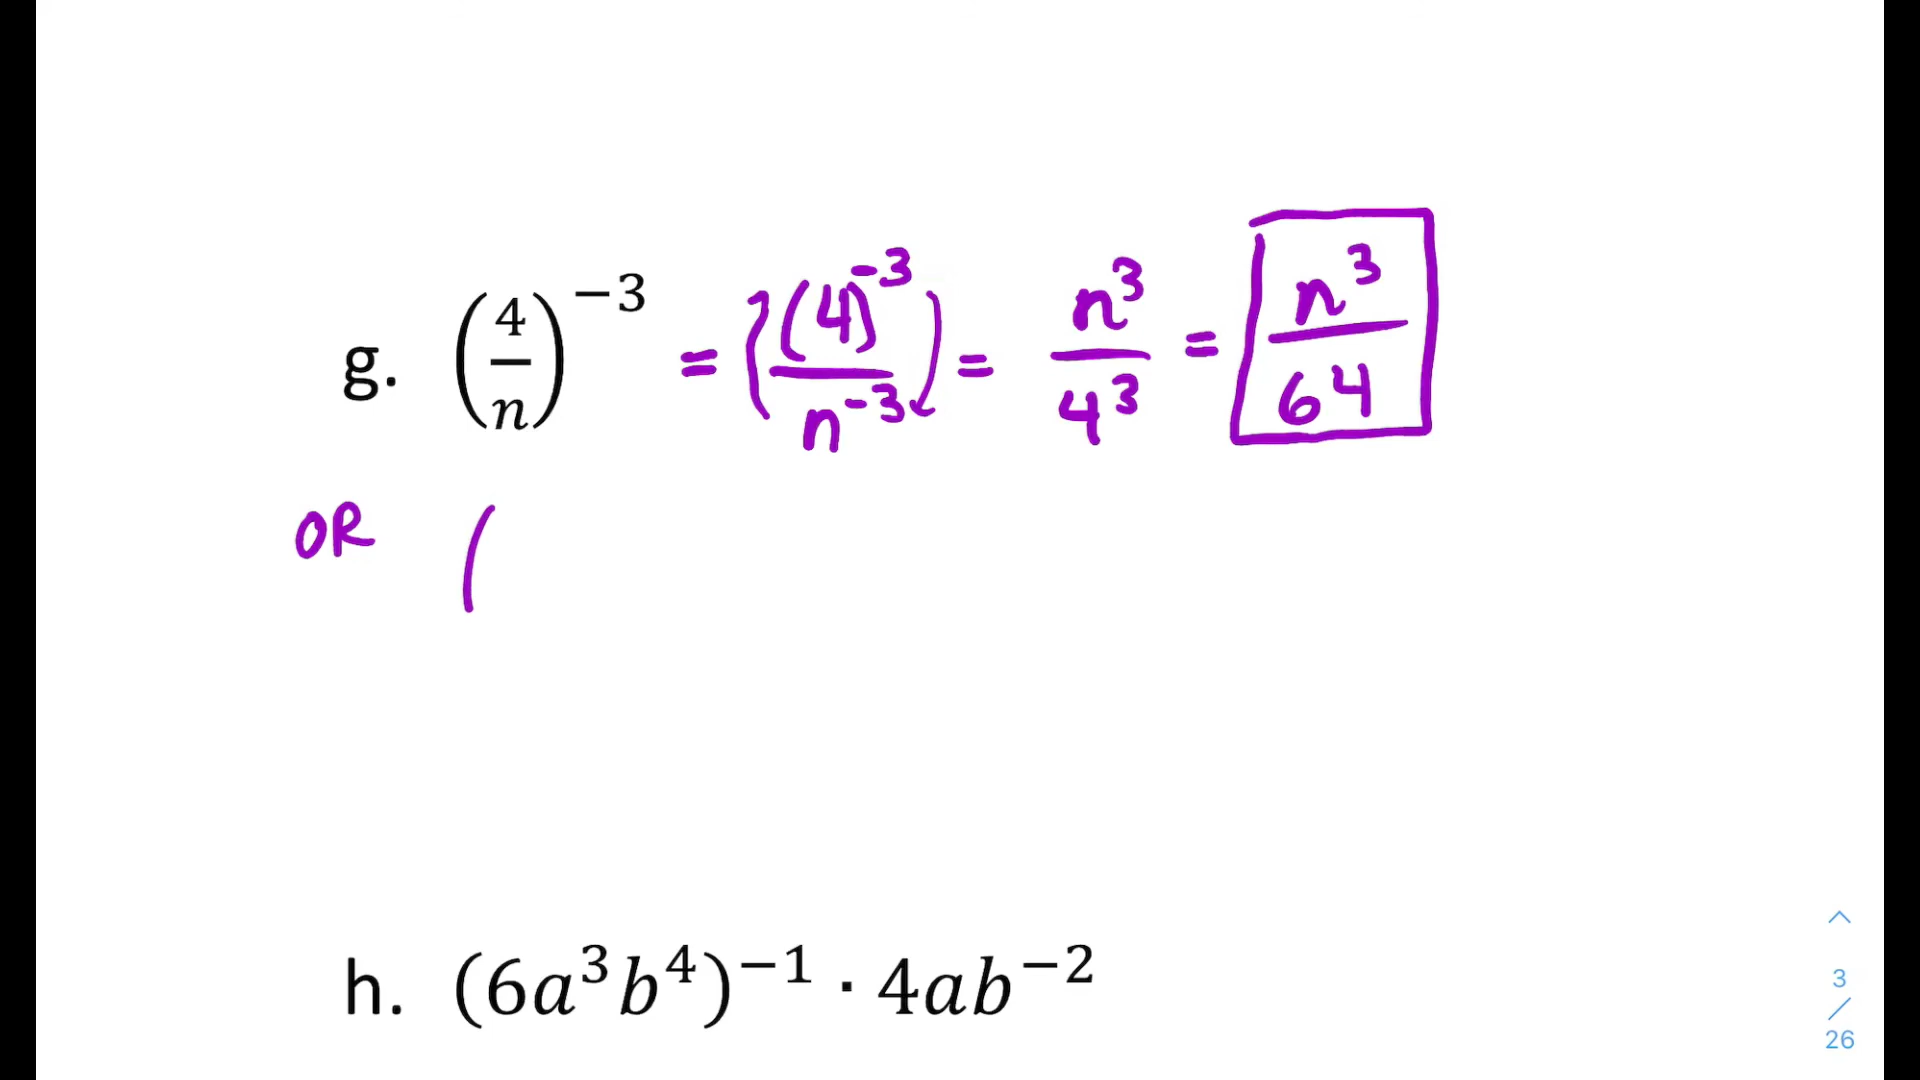 g. (4/n)^−3 = ((4)^-3 / n^-3) = n^3 / 4^3 = n^3 / 64
OR (
h. (6a^3b^4)^−1 · 4ab^−2
3
/
26